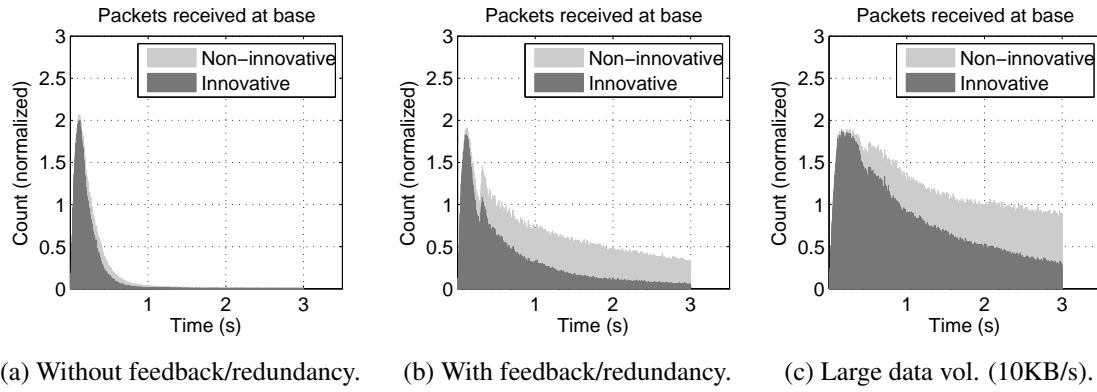 Packets received at base
3
2.5
2
1.5
1
0.5
0
Count (normalized)
Non−innovative
Innovative
1
2
3
Time (s)
(a) Without feedback/redundancy.
Packets received at base
3
2.5
2
1.5
1
0.5
0
Count (normalized)
Non−innovative
Innovative
1
2
3
Time (s)
(b) With feedback/redundancy.
Packets received at base
3
2.5
2
1.5
1
0.5
0
Count (normalized)
Non−innovative
Innovative
1
2
3
Time (s)
(c) Large data vol. (10KB/s).